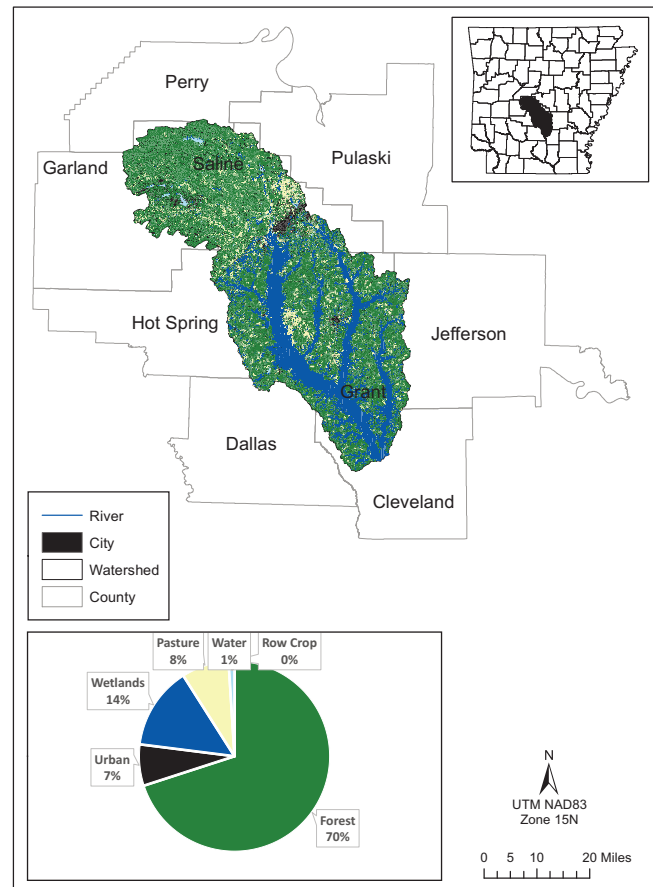 Perry
Pulaski
Saline
Garland
Hot Spring
Jefferson
Grant
Dallas
Cleveland
River
City
Watershed
County
Pasture
8%
Water
1%
Row Crop
0%
Wetlands
14%
Urban
7%
Forest
70%
N
UTM NAD83
Zone 15N
0 5 10 20 Miles